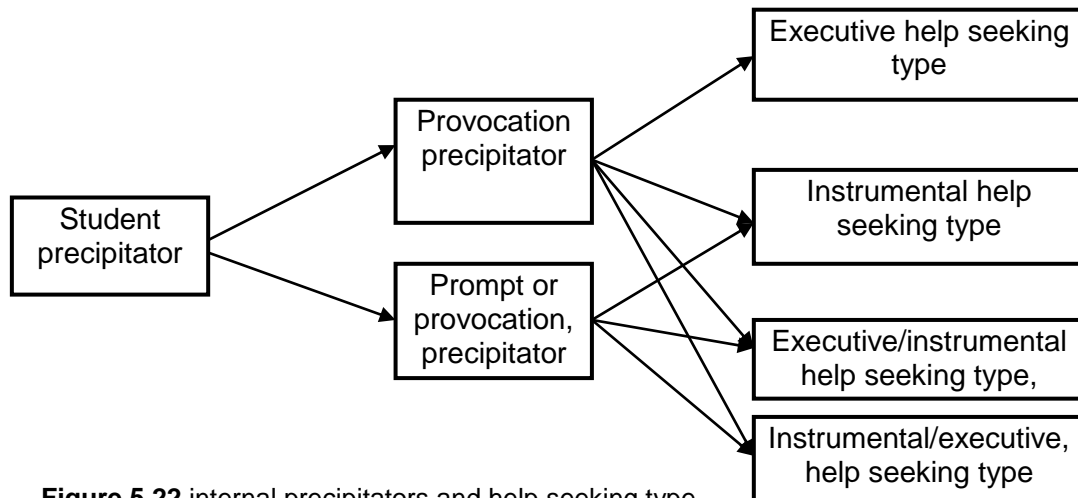 Executive help seeking
type
Provocation
precipitator
Instrumental help
seeking type
Student
precipitator
Prompt or
provocation,
precipitator
Executive/instrumental
help seeking type,
Instrumental/executive,
help seeking type
Figure 5.22 internal precipitators and help seeking type